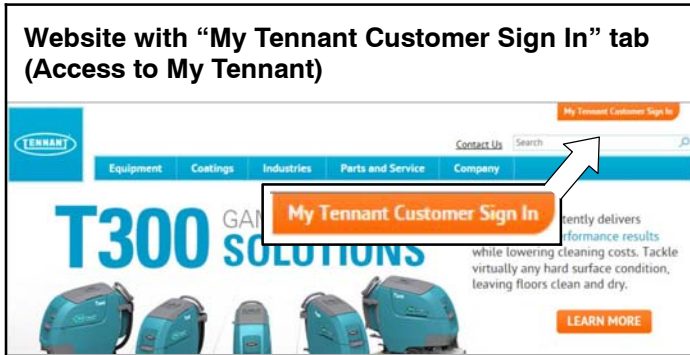 Website with “My Tennant Customer Sign In” tab
(Access to My Tennant)
My Tennant Customer Sign In
TENNANT
Contact Us Search
Equipment Coatings Industries Parts and Service Company
My Tennant Customer Sign In
T300 GA
SOLUTIONS
tently delivers
rformance results
while lowering cleaning costs. Tackle
virtually any hard surface condition,
leaving floors clean and dry.
LEARN MORE